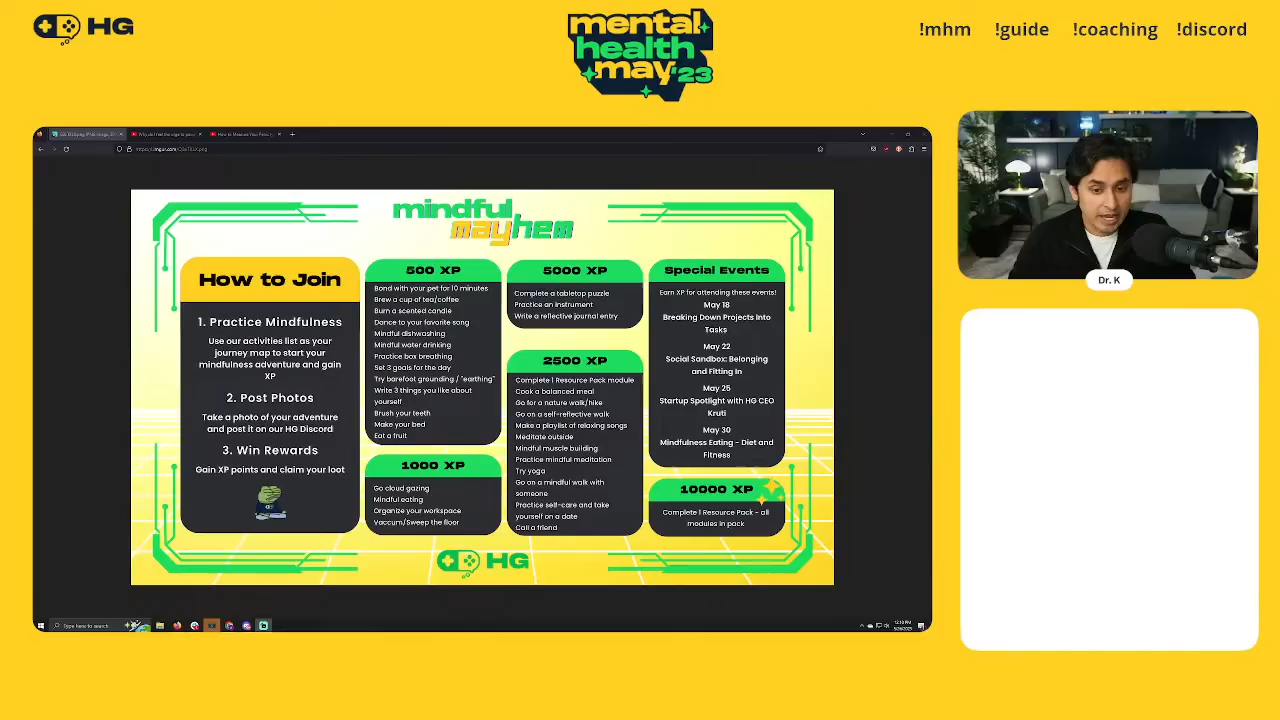 HG
mental
health
may'23
!mhm
!guide
!coaching
!discord
mindful
mayhem
How to Join
1. Practice Mindfulness
Use our activities list as your
journey map to start your
mindfulness adventure and gain
XP
2. Post Photos
Take a photo of your adventure
and post it on our HG Discord
3. Win Rewards
Gain XP points and claim your loot
500 XP
Bond with your pet for 10 minutes
Brew a cup of tea/coffee
Burn a scented candle
Dance to your favorite song
Mindful dishwashing
Mindful water drinking
Practice box breathing
Set 3 goals for the day
Try barefoot grounding / "earthing"
Write 3 things you like about
yourself
Brush your teeth
Make your bed
Eat a fruit
1000 XP
Go cloud gazing
Mindful eating
Organize your workspace
Vaccum/Sweep the floor
5000 XP
Complete a tabletop puzzle
Practice an instrument
Write a reflective journal entry
2500 XP
Complete 1 Resource Pack module
Cook a balanced meal
Go for a nature walk/hike
Go on a self-reflective walk
Make a playlist of relaxing songs
Meditate outside
Mindful muscle building
Practice mindful meditation
Try yoga
Go on a mindful walk with
someone
Practice self-care and take
yourself on a date
Call a friend
Special Events
Earn XP for attending these events!
May 18
Breaking Down Projects Into
Tasks
May 22
Social Sandbox: Belonging
and Fitting In
May 25
Startup Spotlight with HG CEO
Kruti
May 30
Mindfulness Eating - Diet and
Fitness
10000 XP
Complete 1 Resource Pack - all
modules in pack
HG
Type here to search
Dr. K